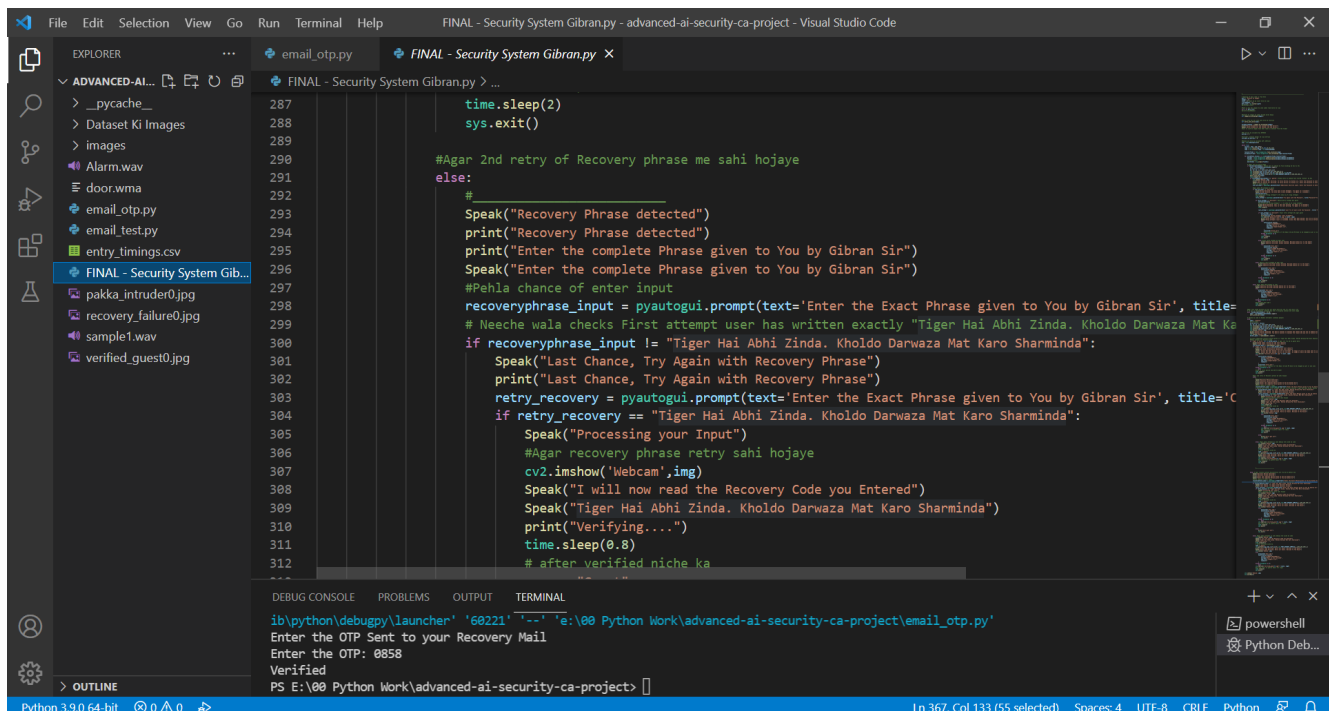 File Edit Selection View Go Run Terminal Help FINAL - Security System Gibran.py - advanced-ai-security-ca-project - Visual Studio Code
EXPLORER
ADVANCED-AI...
> __pycache__
> Dataset Ki Images
> images
Alarm.wav
door.wma
email_otp.py
email_test.py
entry_timings.csv
FINAL - Security System Gib...
pakka_intruder0.jpg
recovery_failure0.jpg
sample1.wav
verified_guest0.jpg
> OUTLINE
email_otp.py FINAL - Security System Gibran.py
FINAL - Security System Gibran.py > ...
287 time.sleep(2)
288 sys.exit()
289
290 #Agar 2nd retry of Recovery phrase me sahi hojaye
291 else:
292 #__________________________
293 Speak("Recovery Phrase detected")
294 print("Recovery Phrase detected")
295 print("Enter the complete Phrase given to You by Gibran Sir")
296 Speak("Enter the complete Phrase given to You by Gibran Sir")
297 #Pehla chance of enter input
298 recoveryphrase_input = pyautogui.prompt(text='Enter the Exact Phrase given to You by Gibran Sir', title=
299 # Neeche wala checks First attempt user has written exactly "Tiger Hai Abhi Zinda. Kholdo Darwaza Mat Ka
300 if recoveryphrase_input != "Tiger Hai Abhi Zinda. Kholdo Darwaza Mat Karo Sharminda":
301 Speak("Last Chance, Try Again with Recovery Phrase")
302 print("Last Chance, Try Again with Recovery Phrase")
303 retry_recovery = pyautogui.prompt(text='Enter the Exact Phrase given to You by Gibran Sir', title='C
304 if retry_recovery == "Tiger Hai Abhi Zinda. Kholdo Darwaza Mat Karo Sharminda":
305 Speak("Processing your Input")
306 #Agar recovery phrase retry sahi hojaye
307 cv2.imshow('Webcam',img)
308 Speak("I will now read the Recovery Code you Entered")
309 Speak("Tiger Hai Abhi Zinda. Kholdo Darwaza Mat Karo Sharminda")
310 print("Verifying....")
311 time.sleep(0.8)
312 # after verified niche ka
DEBUG CONSOLE PROBLEMS OUTPUT TERMINAL
ib\python\debugpy\launcher' '60221' '--' 'e:\00 Python Work\advanced-ai-security-ca-project\email_otp.py'
Enter the OTP Sent to your Recovery Mail
Enter the OTP: 0858
Verified
PS E:\00 Python Work\advanced-ai-security-ca-project>
powershell
Python Deb...
Python 3.9.0 64-bit 0 0 Ln 367, Col 133 (55 selected) Spaces: 4 UTF-8 CRLF Python